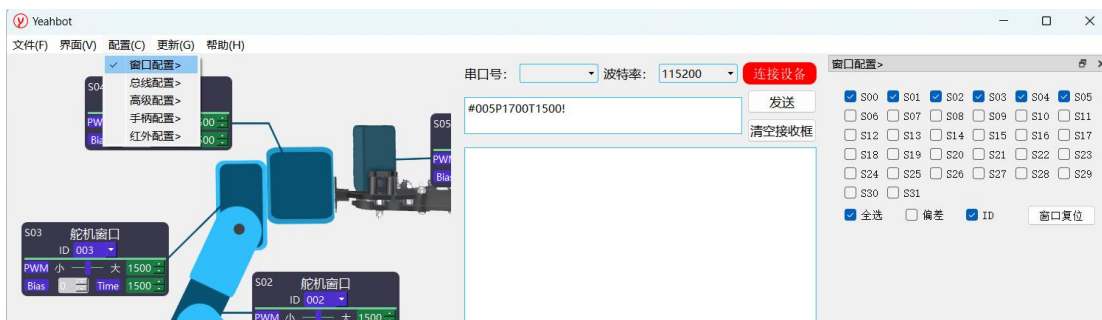 Yeahbot
文件(F) 界面(V) 配置(C) 更新(G) 帮助(H)
窗口配置>
总线配置>
高级配置>
手柄配置>
红外配置>
串口号: 波特率: 115200 连接设备
#005P1700T1500!
发送
清空接收框
S05
PWM
S03 舵机窗口
ID 003
PWM 小 大 1500
Bias 0 Time 1500
S02 舵机窗口
ID 002
PWM 小 大 1500
窗口配置>
S00 S01 S02 S03 S04 S05
S06 S07 S08 S09 S10 S11
S12 S13 S14 S15 S16 S17
S18 S19 S20 S21 S22 S23
S24 S25 S26 S27 S28 S29
S30 S31
全选 偏差 ID 窗口复位